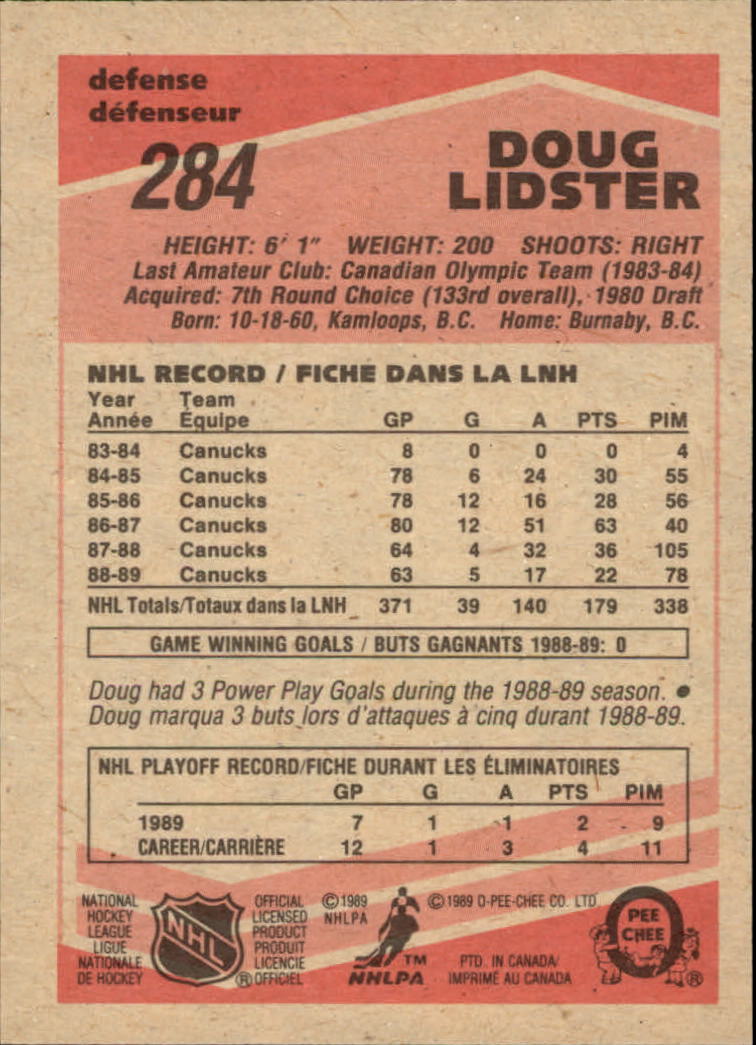 defense
défenseur
284
DOUG
LIDSTER
HEIGHT: 6' 1" WEIGHT: 200 SHOOTS: RIGHT
Last Amateur Club: Canadian Olympic Team (1983-84)
Acquired: 7th Round Choice (133rd overall), 1980 Draft
Born: 10-18-60, Kamloops, B.C. Home: Burnaby, B.C.
NHL RECORD / FICHE DANS LA LNH
Year Team
Année Équipe GP G A PTS PIM
83-84 Canucks 8 0 0 0 4
84-85 Canucks 78 6 24 30 55
85-86 Canucks 78 12 16 28 56
86-87 Canucks 80 12 51 63 40
87-88 Canucks 64 4 32 36 105
88-89 Canucks 63 5 17 22 78
NHL Totals/Totaux dans la LNH 371 39 140 179 338
GAME WINNING GOALS / BUTS GAGNANTS 1988-89: 0
Doug had 3 Power Play Goals during the 1988-89 season. •
Doug marqua 3 buts lors d'attaques à cinq durant 1988-89.
NHL PLAYOFF RECORD/FICHE DURANT LES ÉLIMINATOIRES
GP G A PTS PIM
1989 7 1 1 2 9
CAREER/CARRIÈRE 12 1 3 4 11
NATIONAL
HOCKEY
LEAGUE
LIGUE
NATIONALE
DE HOCKEY
NHL
®
OFFICIAL
LICENSED
PRODUCT
PRODUIT
LICENCIE
OFFICIEL
©1989
NHLPA
TM
NHLPA
©1989 O-PEE-CHEE CO. LTD.
PTD. IN CANADA/
IMPRIMÉ AU CANADA
PEE
CHEE
®